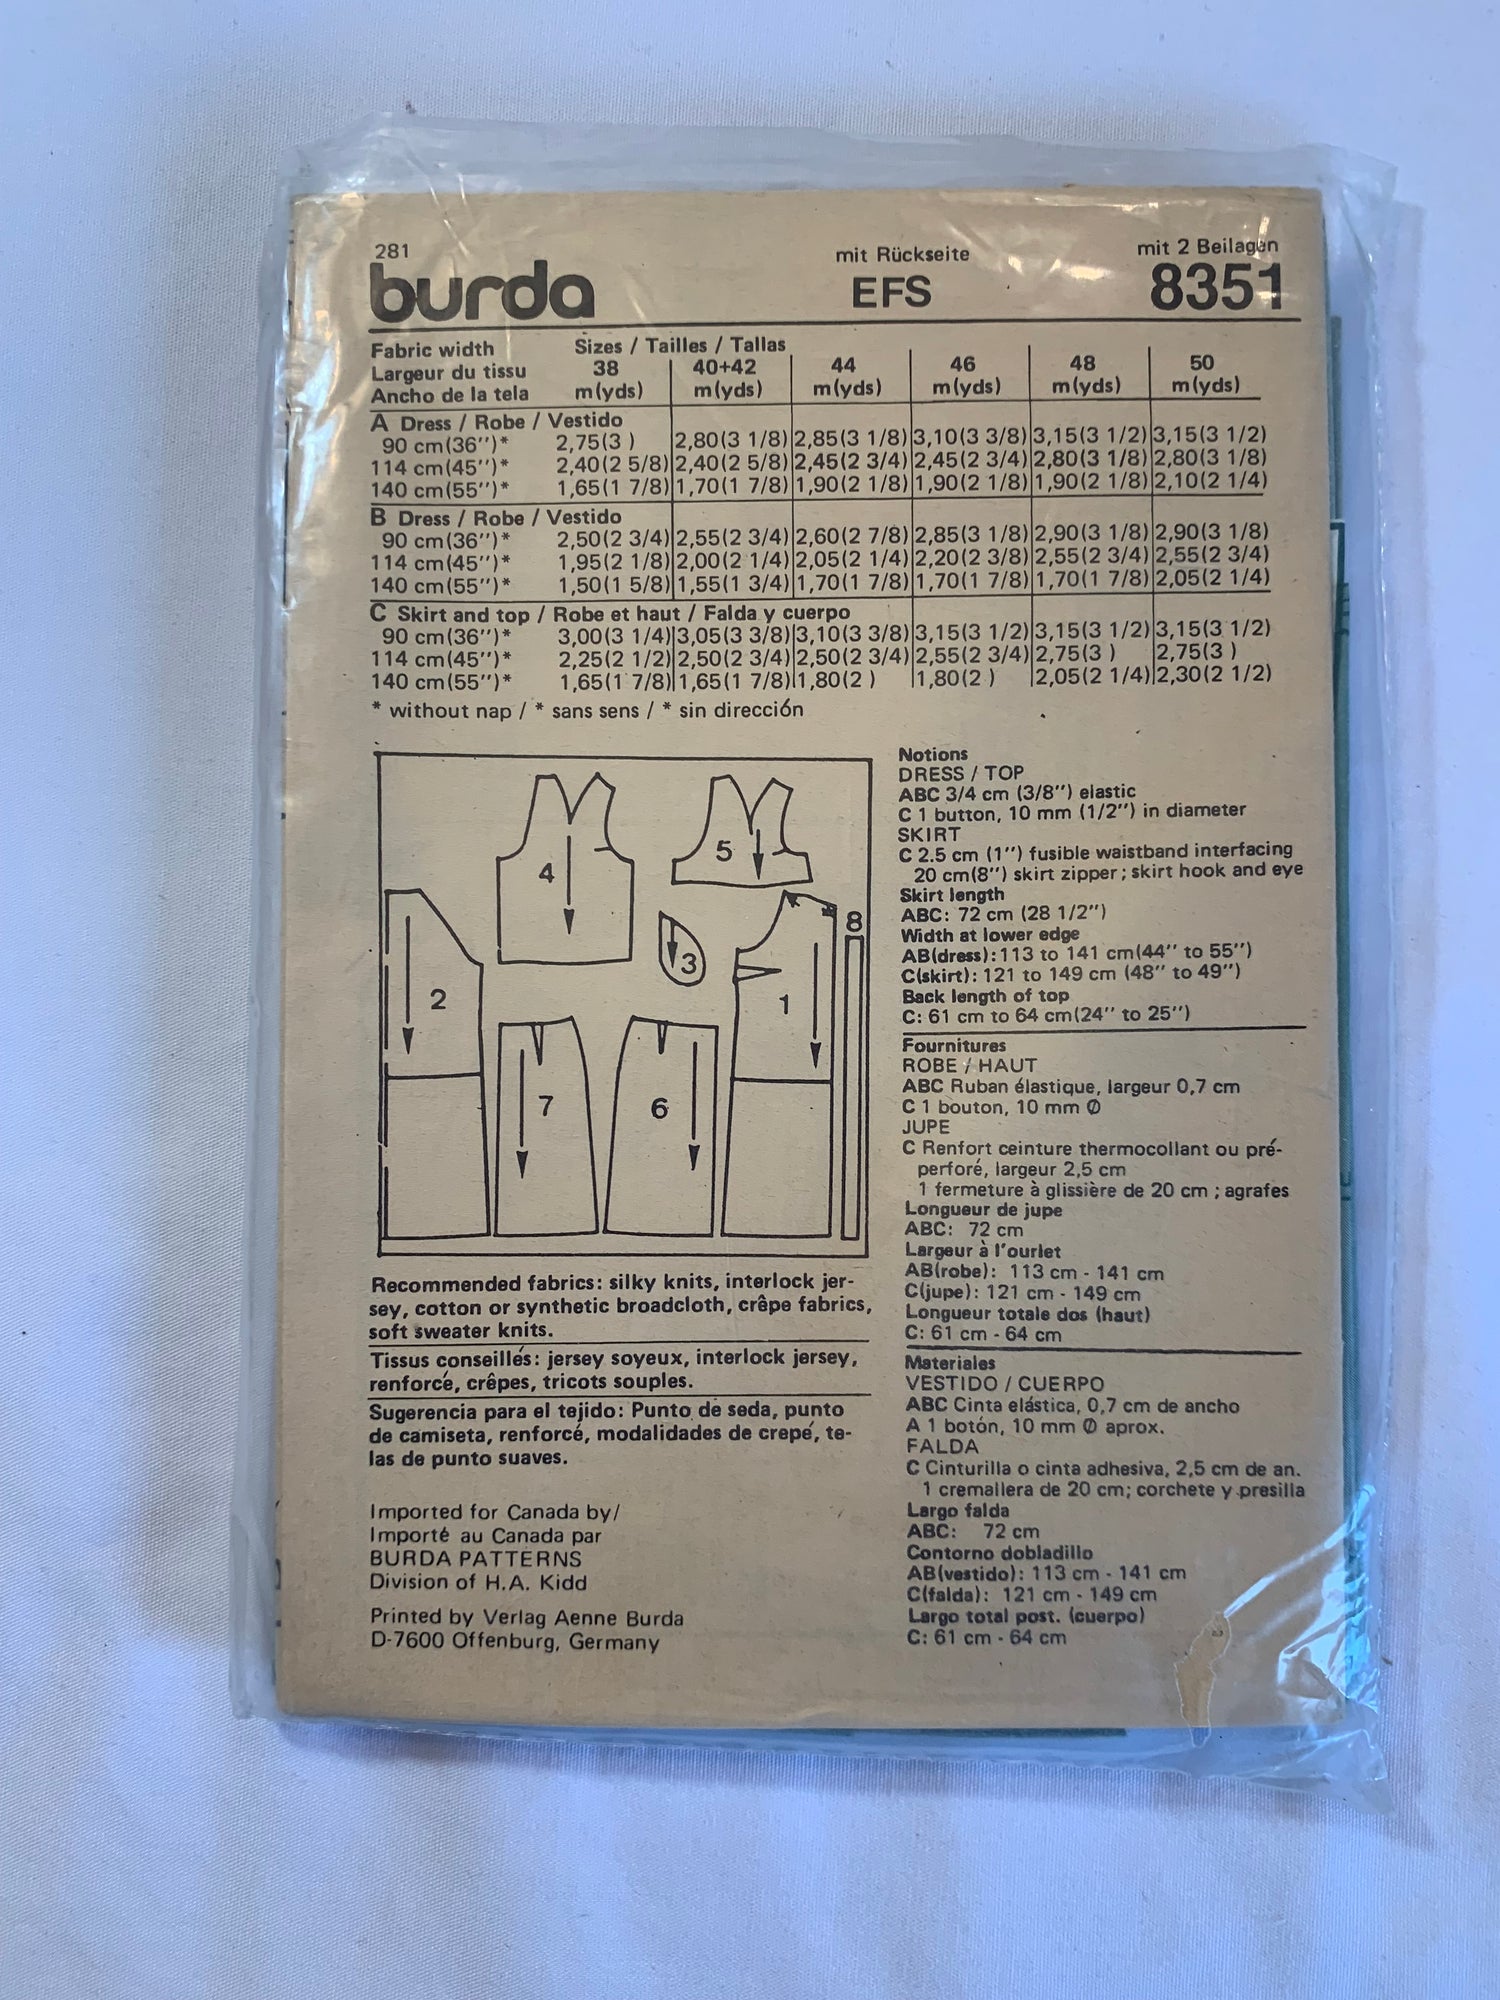 281
burda
mit Rückseite
EFS
mit 2 Beilagen
8351
Fabric width Sizes / Tailles / Tallas
Largeur du tissu 38 40+42 44 46 48 50
Ancho de la tela m(yds) m(yds) m(yds) m(yds) m(yds) m(yds)
A Dress / Robe / Vestido
90 cm(36″)* 2,75(3 ) 2,80(3 1/8) 2,85(3 1/8) 3,10(3 3/8) 3,15(3 1/2) 3,15(3 1/2)
114 cm(45″)* 2,40(2 5/8) 2,40(2 5/8) 2,45(2 3/4) 2,45(2 3/4) 2,80(3 1/8) 2,80(3 1/8)
140 cm(55″)* 1,65(1 7/8) 1,70(1 7/8) 1,90(2 1/8) 1,90(2 1/8) 1,90(2 1/8) 2,10(2 1/4)
B Dress / Robe / Vestido
90 cm(36″)* 2,50(2 3/4) 2,55(2 3/4) 2,60(2 7/8) 2,85(3 1/8) 2,90(3 1/8) 2,90(3 1/8)
114 cm(45″)* 1,95(2 1/8) 2,00(2 1/4) 2,05(2 1/4) 2,20(2 3/8) 2,55(2 3/4) 2,55(2 3/4)
140 cm(55″)* 1,50(1 5/8) 1,55(1 3/4) 1,70(1 7/8) 1,70(1 7/8) 1,70(1 7/8) 2,05(2 1/4)
C Skirt and top / Robe et haut / Falda y cuerpo
90 cm(36″)* 3,00(3 1/4) 3,05(3 3/8) 3,10(3 3/8) 3,15(3 1/2) 3,15(3 1/2) 3,15(3 1/2)
114 cm(45″)* 2,25(2 1/2) 2,50(2 3/4) 2,50(2 3/4) 2,55(2 3/4) 2,75(3 ) 2,75(3 )
140 cm(55″)* 1,65(1 7/8) 1,65(1 7/8) 1,80(2 ) 1,80(2 ) 2,05(2 1/4) 2,30(2 1/2)
* without nap / * sans sens / * sin dirección
4
5
8
3
2
1
7
6
Recommended fabrics: silky knits, interlock jer-
sey, cotton or synthetic broadcloth, crêpe fabrics,
soft sweater knits.
Tissus conseillés: jersey soyeux, interlock jersey,
renforcé, crêpes, tricots souples.
Sugerencia para el tejido: Punto de seda, punto
de camiseta, renforcé, modalidades de crepé, te-
las de punto suaves.
Imported for Canada by/
Importé au Canada par
BURDA PATTERNS
Division of H.A. Kidd
Printed by Verlag Aenne Burda
D-7600 Offenburg, Germany
Notions
DRESS / TOP
ABC 3/4 cm (3/8″) elastic
C 1 button, 10 mm (1/2″) in diameter
SKIRT
C 2.5 cm (1″) fusible waistband interfacing
20 cm(8″) skirt zipper; skirt hook and eye
Skirt length
ABC: 72 cm (28 1/2″)
Width at lower edge
AB(dress): 113 to 141 cm(44″ to 55″)
C(skirt): 121 to 149 cm (48″ to 49″)
Back length of top
C: 61 cm to 64 cm(24″ to 25″)
Fournitures
ROBE / HAUT
ABC Ruban élastique, largeur 0,7 cm
C 1 bouton, 10 mm Ø
JUPE
C Renfort ceinture thermocollant ou pré-
perforé, largeur 2,5 cm
1 fermeture à glissière de 20 cm ; agrafes
Longueur de jupe
ABC: 72 cm
Largeur à l'ourlet
AB(robe): 113 cm - 141 cm
C(jupe): 121 cm - 149 cm
Longueur totale dos (haut)
C: 61 cm - 64 cm
Materiales
VESTIDO / CUERPO
ABC Cinta elástica, 0,7 cm de ancho
A 1 botón, 10 mm Ø aprox.
FALDA
C Cinturilla o cinta adhesiva, 2,5 cm de an.
1 cremallera de 20 cm; corchete y presilla
Largo falda
ABC: 72 cm
Contorno dobladillo
AB(vestido): 113 cm - 141 cm
C(falda): 121 cm - 149 cm
Largo total post. (cuerpo)
C: 61 cm - 64 cm